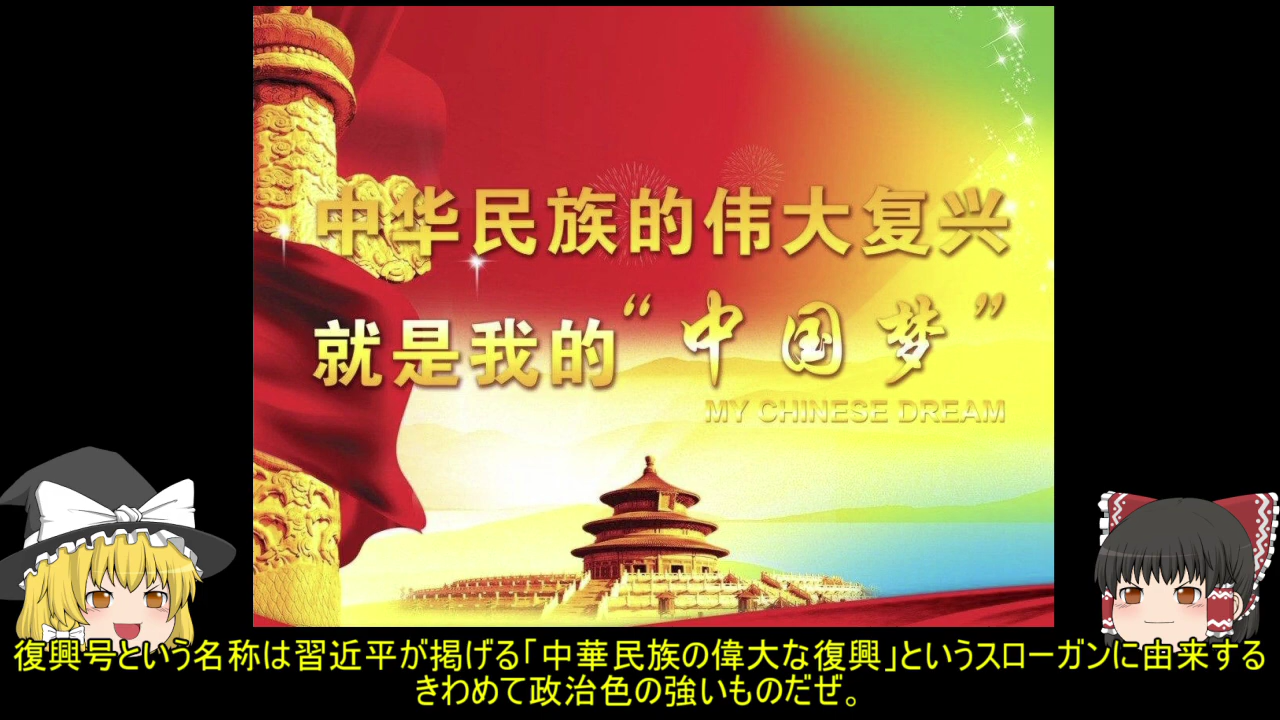 中华民族的伟大复兴
就是我的“中国梦”
MY CHINESE DREAM
復興号という名称は習近平が掲げる「中華民族の偉大な復興」というスローガンに由来する
きわめて政治色の強いものだぜ。